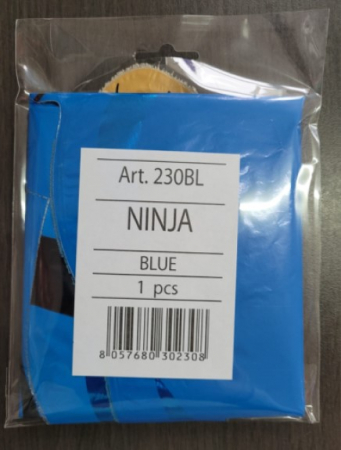 Art. 230BL
NINJA
BLUE
1 pcs
8 057680 302308